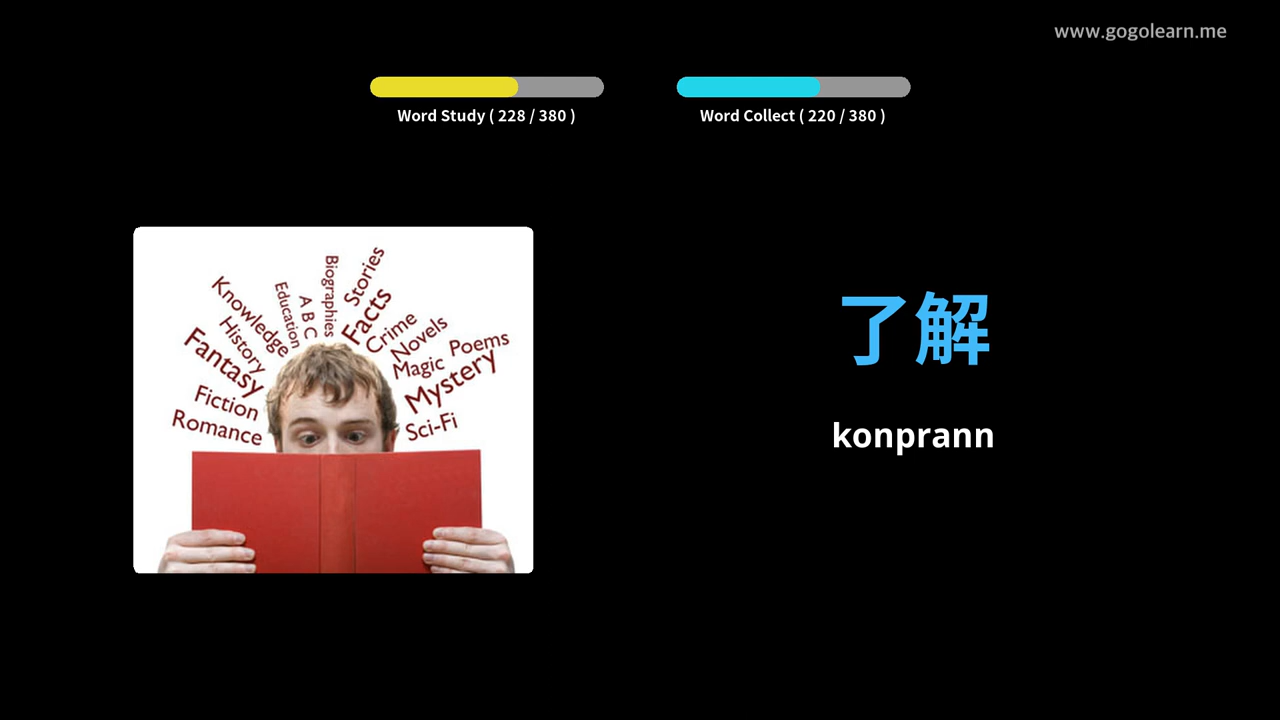 www.gogolearn.me
Word Study ( 228 / 380 )
Word Collect ( 220 / 380 )
Biographies
Stories
Education
A B C
Facts
Knowledge
Crime
History
Novels
Fantasy
Magic
Poems
Mystery
Fiction
Romance
Sci-Fi
了解
konprann